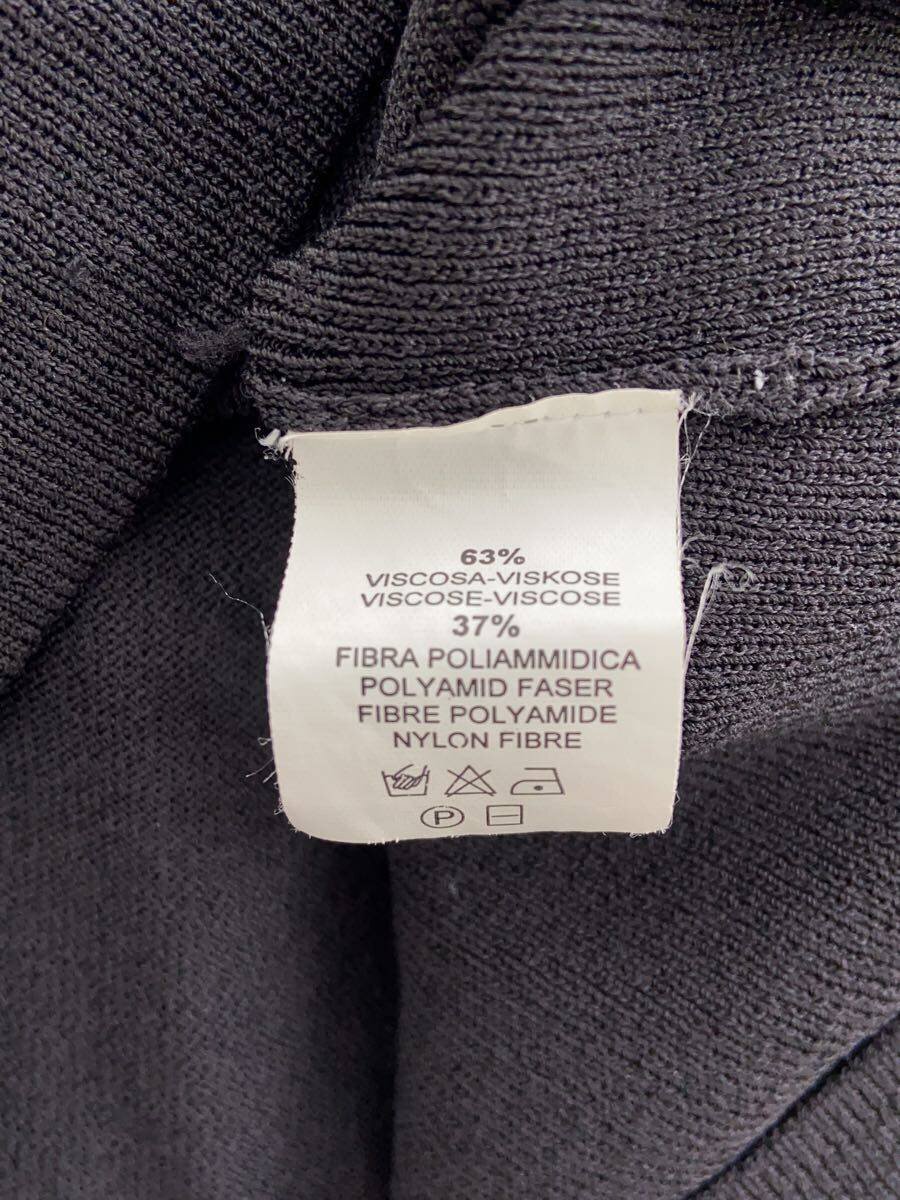 63%
VISCOSA-VISKOSE
VISCOSE-VISCOSE
37%
FIBRA POLIAMMIDICA
POLYAMID FASER
FIBRE POLYAMIDE
NYLON FIBRE
P